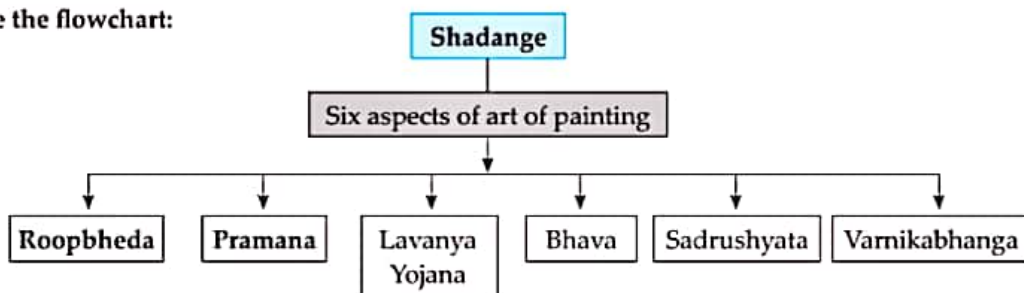 e the flowchart:
Shadange
Six aspects of art of painting
Roopbheda
Pramana
Lavanya
Yojana
Bhava
Sadrushyata
Varnikabhanga